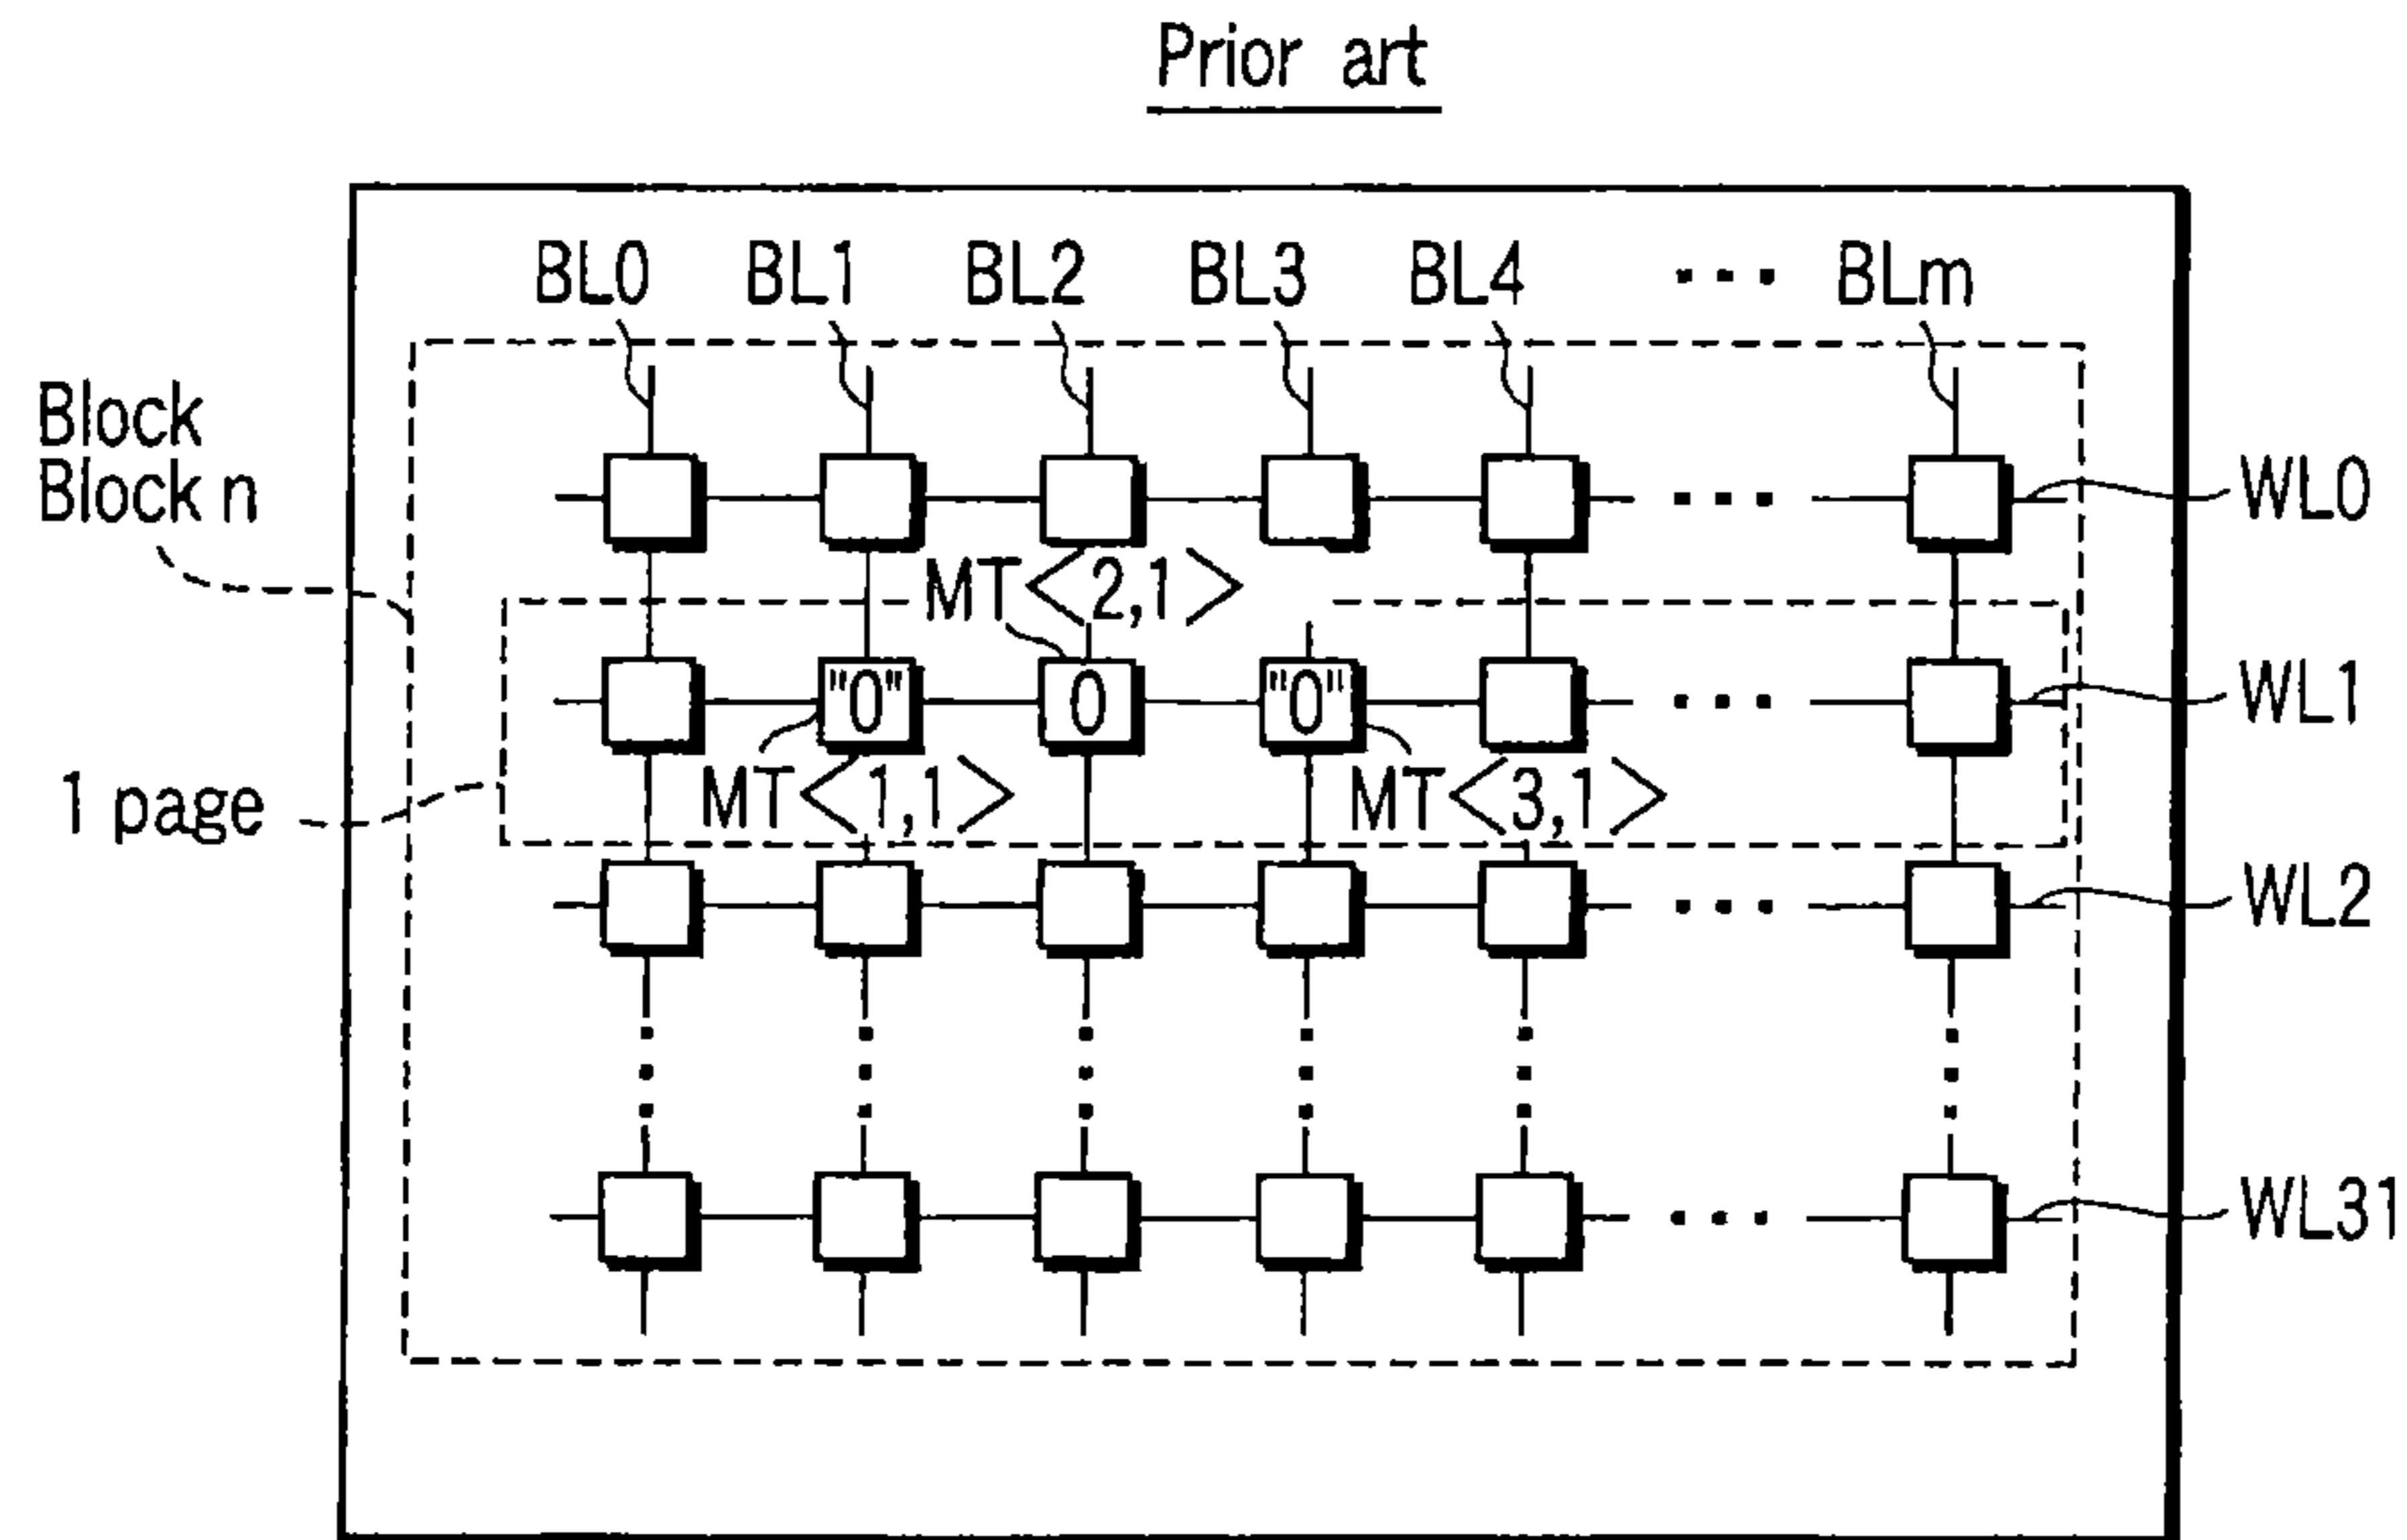 Prior art
BL0 BL1 BL2 BL3 BL4 ... BLm
Block
Block n
WL0
MT<2,1>
"0" 0 "0" ... WL1
1 page
MT<1,1> MT<3,1>
... WL2
... WL31